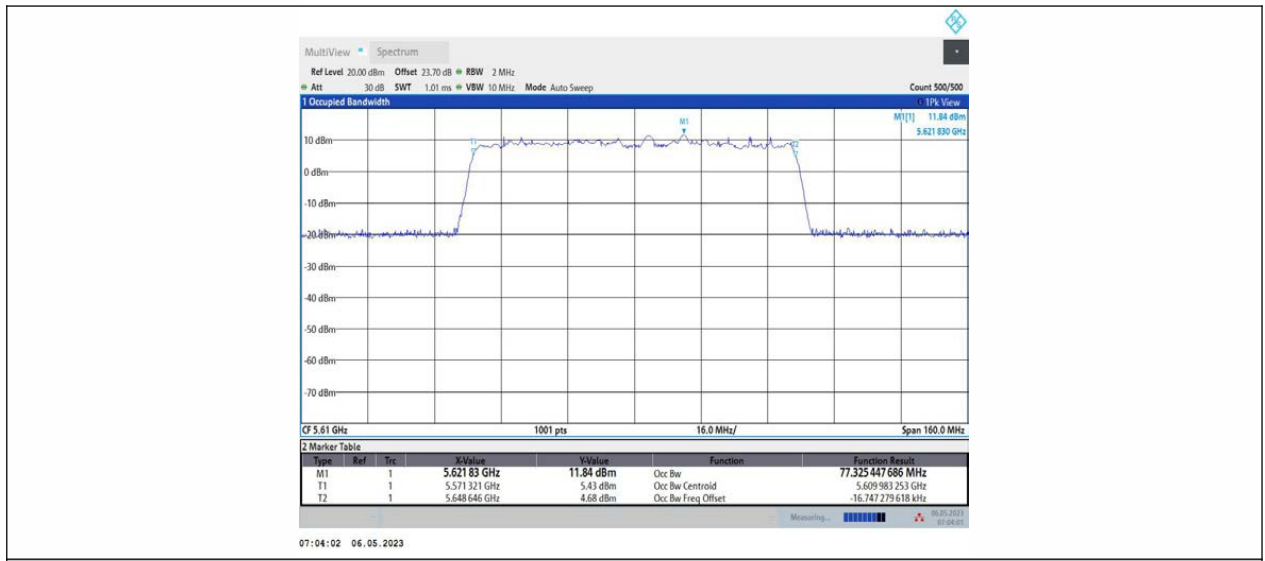 MultiView Spectrum
Ref Level 20.00 dBm Offset 23.70 dB RBW 2 MHz
Att 30 dB SWT 1.01 ms VBW 10 MHz Mode Auto Sweep Count 500/500
1 Occupied Bandwidth 1Pk View
M1[1] 11.84 dBm
5.621 830 GHz
M1
10 dBm
T1
T2
0 dBm
-10 dBm
-20 dBm
-30 dBm
-40 dBm
-50 dBm
-60 dBm
-70 dBm
CF 5.61 GHz 1001 pts 16.0 MHz/ Span 160.0 MHz
2 Marker Table
Type Ref Trc X-Value Y-Value Function Function Result
M1 1 5.621 83 GHz 11.84 dBm Occ Bw 77.325 447 686 MHz
T1 1 5.571 321 GHz 5.43 dBm Occ Bw Centroid 5.609 983 253 GHz
T2 1 5.648 646 GHz 4.68 dBm Occ Bw Freq Offset -16.747 279 618 kHz
Measuring... 06.05.2023
07:04:01
07:04:02 06.05.2023